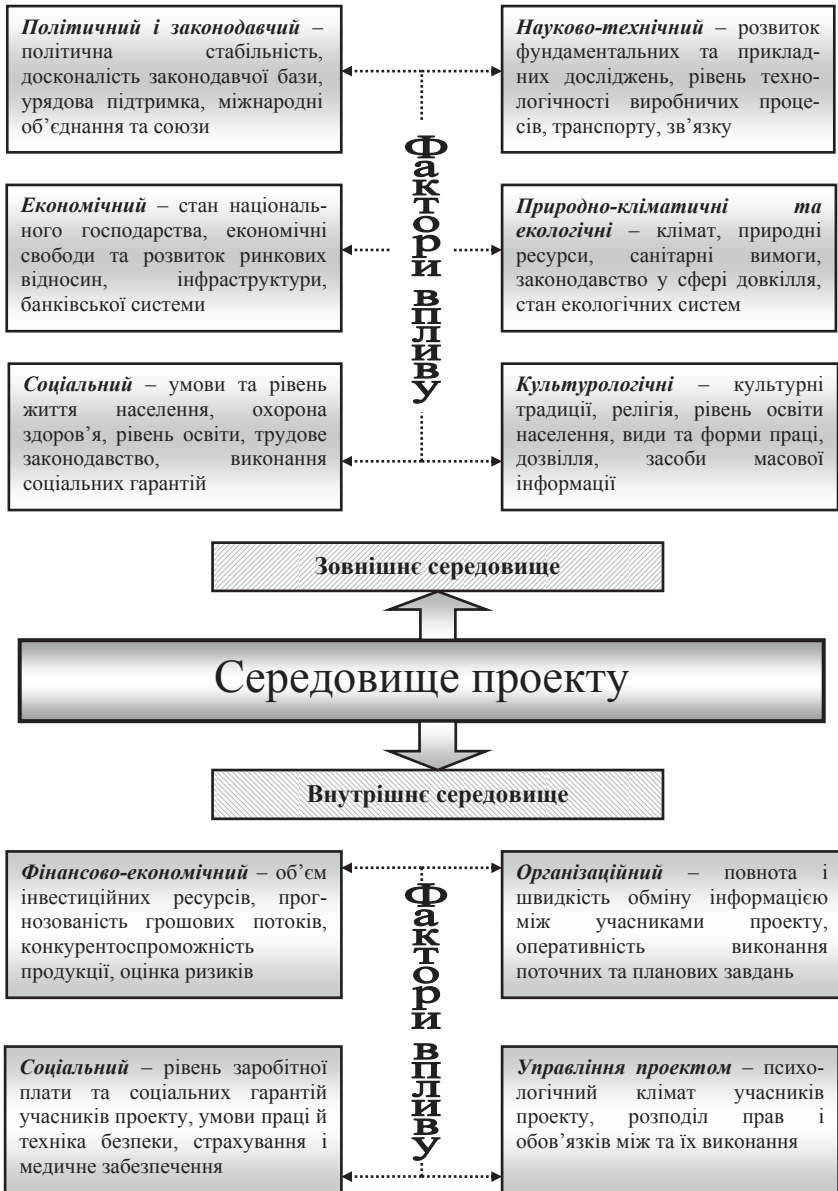 Політичний і законодавчий –
політична стабільність,
досконалість законодавчої бази,
урядова підтримка, міжнародні
об’єднання та союзи
Науково-технічний – розвиток
фундаментальних та приклад-
них досліджень, рівень техно-
логічності виробничих проце-
сів, транспорту, зв’язку
Фактори впливу
Економічний – стан національ-
ного господарства, економічні
свободи та розвиток ринкових
відносин, інфраструктури,
банківської системи
Природно-кліматичні та
екологічні – клімат, природні
ресурси, санітарні вимоги,
законодавство у сфері довкілля,
стан екологічних систем
Соціальний – умови та рівень
життя населення, охорона
здоров’я, рівень освіти, трудове
законодавство, виконання
соціальних гарантій
Культурологічні – культурні
традиції, релігія, рівень освіти
населення, види та форми праці,
дозвілля, засоби масової
інформації
Зовнішнє середовище
Середовище проекту
Внутрішнє середовище
Фінансово-економічний – об’єм
інвестиційних ресурсів, прог-
нозованість грошових потоків,
конкурентоспроможність
продукції, оцінка ризиків
Організаційний – повнота і
швидкість обміну інформацією
між учасниками проекту,
оперативність виконання
поточних та планових завдань
Фактори впливу
Соціальний – рівень заробітної
плати та соціальних гарантій
учасників проекту, умови праці й
техніка безпеки, страхування і
медичне забезпечення
Управління проектом – психо-
логічний клімат учасників
проекту, розподіл прав і
обов’язків між та їх виконання